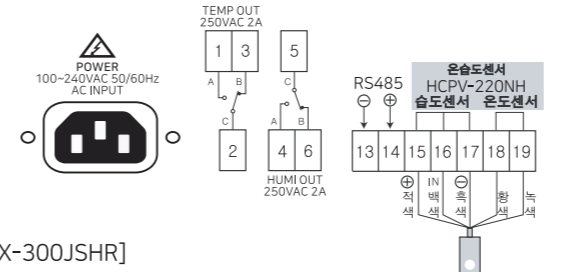 TEMP OUT
250VAC 2A
POWER
100~240VAC 50/60Hz
AC INPUT
1 3
5
A B
C
C
A B
2
4 6
HUMI OUT
250VAC 2A
RS485
⊖ ⊕
온습도센서
HCPV-220NH
습도센서 온도센서
13 14 15 16 17 18 19
⊕ IN ⊖
적색 백색 흑색 황색 녹색
X-300JSHR]